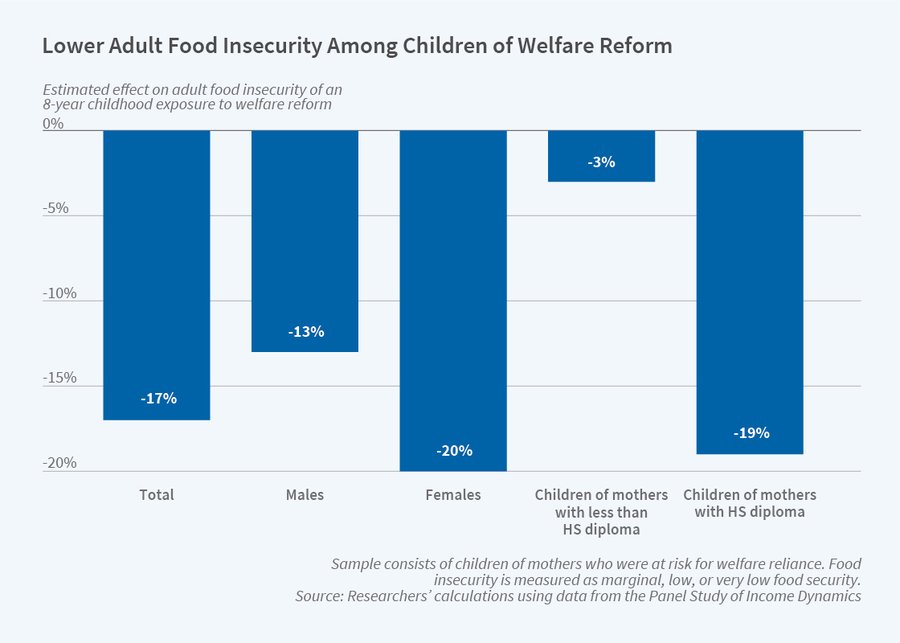 Lower Adult Food Insecurity Among Children of Welfare Reform
Estimated effect on adult food insecurity of an
8-year childhood exposure to welfare reform
0%
-5%
-10%
-15%
-20%
-17%
-13%
-20%
-3%
-19%
Total
Males
Females
Children of mothers
with less than
HS diploma
Children of mothers
with HS diploma
Sample consists of children of mothers who were at risk for welfare reliance. Food
insecurity is measured as marginal, low, or very low food security.
Source: Researchers’ calculations using data from the Panel Study of Income Dynamics